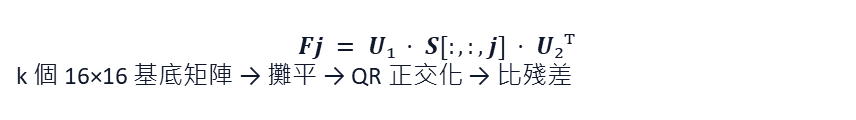 Fj = U₁ · S[:,:,j] · U₂ᵀ
k 個 16×16 基底矩陣 → 攤平 → QR 正交化 → 比殘差